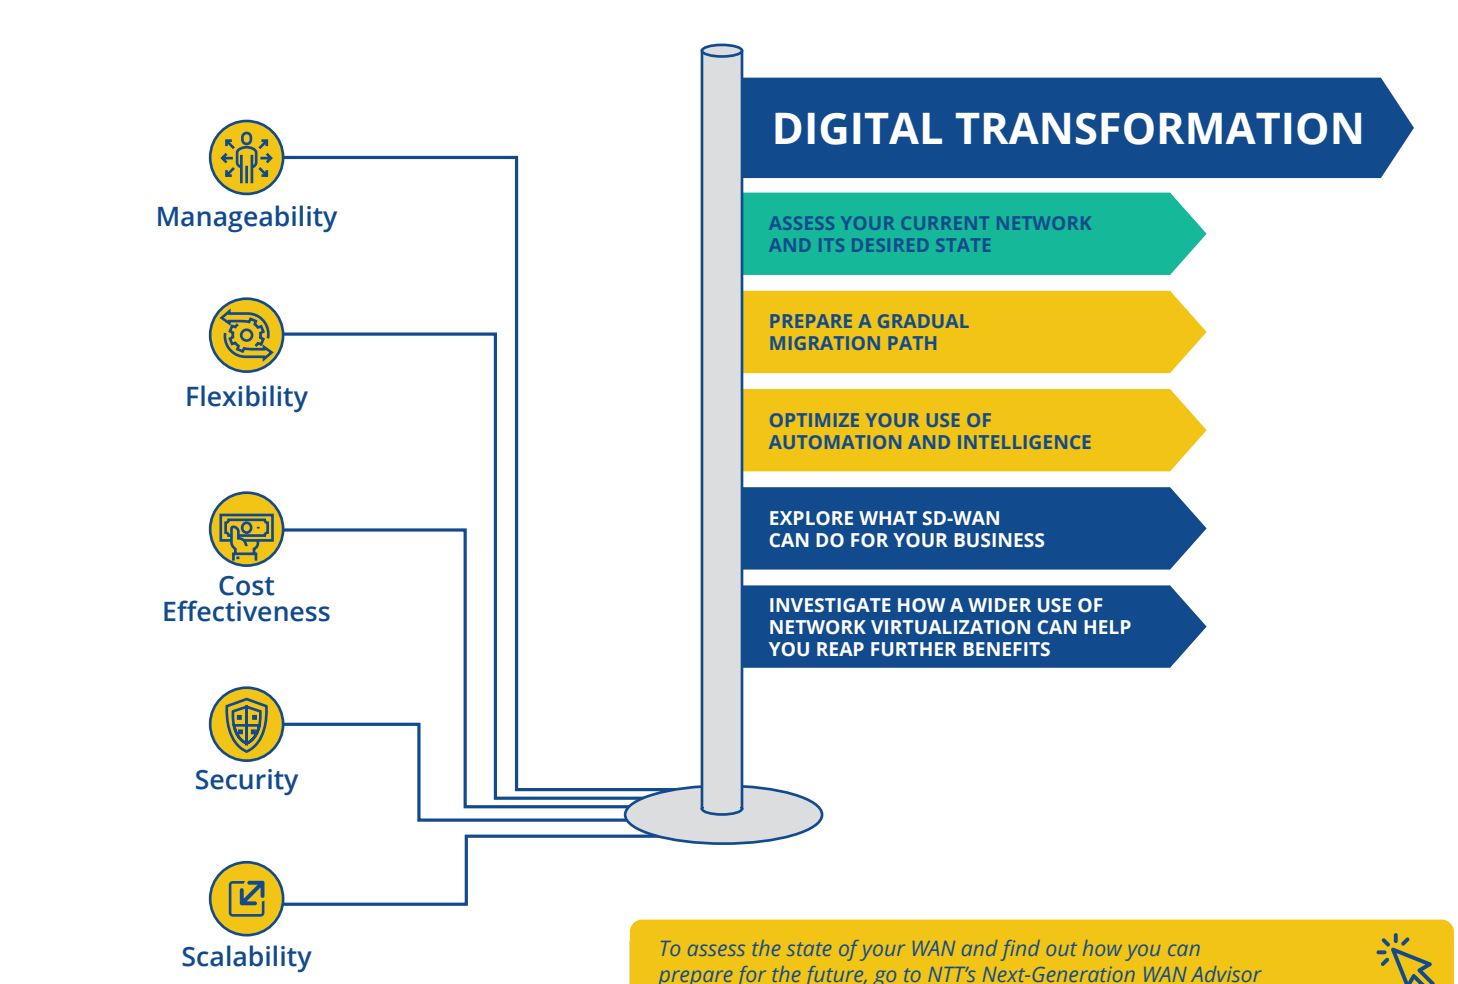 Manageability
Flexibility
Cost
Effectiveness
Security
Scalability
DIGITAL TRANSFORMATION
ASSESS YOUR CURRENT NETWORK
AND ITS DESIRED STATE
PREPARE A GRADUAL
MIGRATION PATH
OPTIMIZE YOUR USE OF
AUTOMATION AND INTELLIGENCE
EXPLORE WHAT SD-WAN
CAN DO FOR YOUR BUSINESS
INVESTIGATE HOW A WIDER USE OF
NETWORK VIRTUALIZATION CAN HELP
YOU REAP FURTHER BENEFITS
To assess the state of your WAN and find out how you can
prepare for the future, go to NTT's Next-Generation WAN Advisor